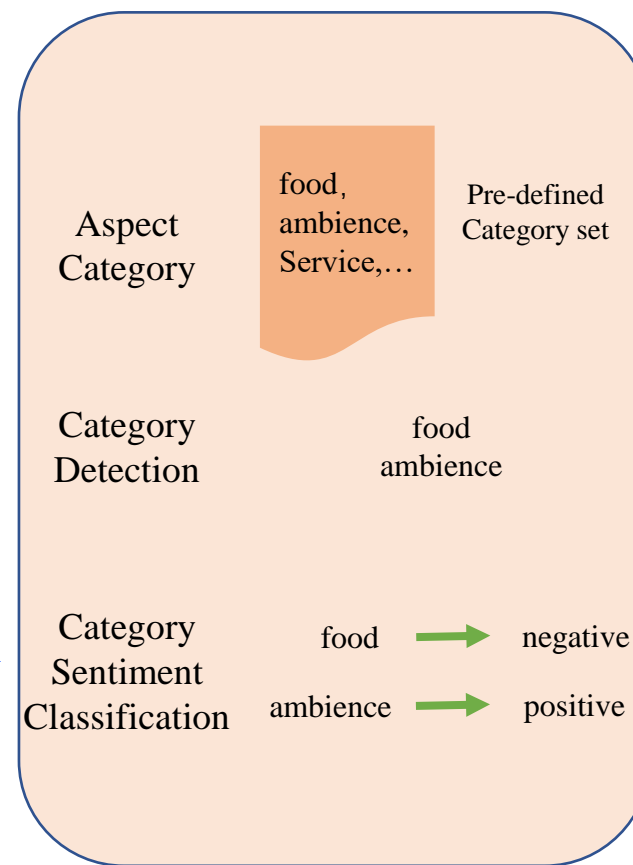 Aspect
Category
food,
ambience,
Service,…
Pre-defined
Category set
Category
Detection
food
ambience
Category
Sentiment
Classification
food
negative
ambience
positive